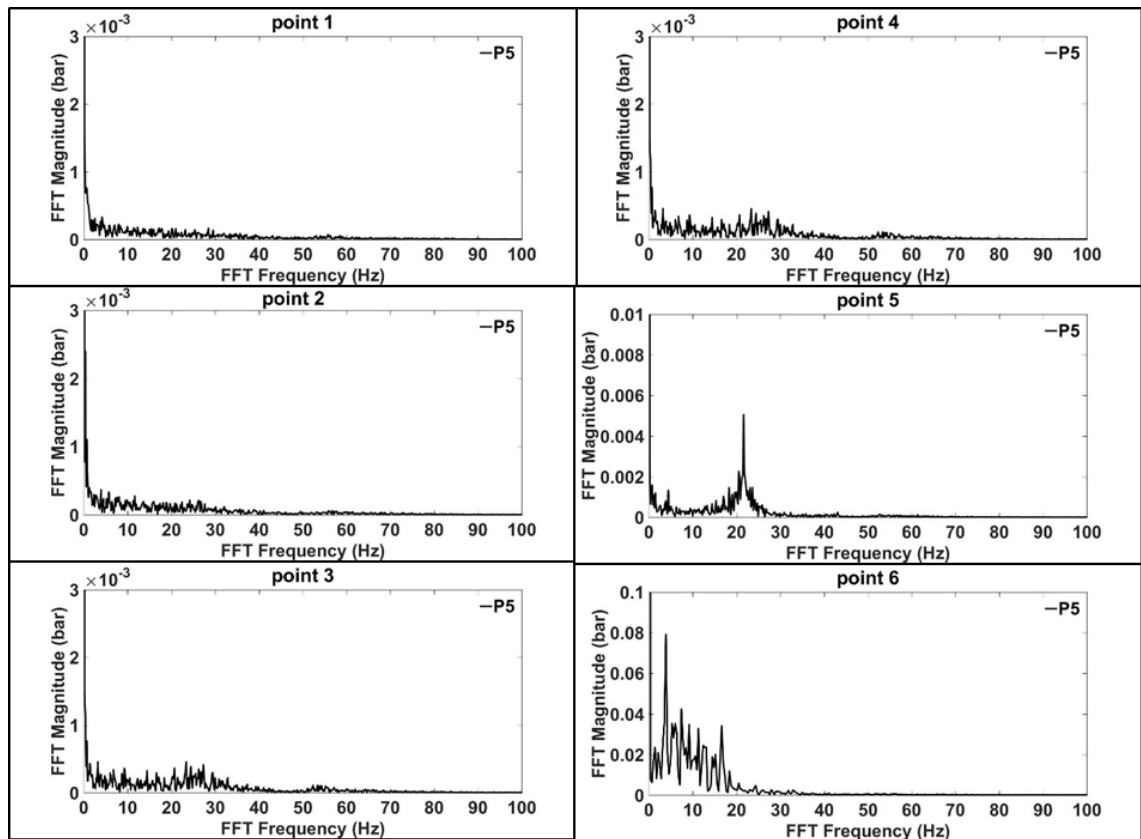 point 1
×10⁻³
—P5
3
2
1
0
FFT Magnitude (bar)
0 10 20 30 40 50 60 70 80 90 100
FFT Frequency (Hz)
point 4
×10⁻³
—P5
3
2
1
0
FFT Magnitude (bar)
0 10 20 30 40 50 60 70 80 90 100
FFT Frequency (Hz)
point 2
×10⁻³
—P5
3
2
1
0
FFT Magnitude (bar)
0 10 20 30 40 50 60 70 80 90 100
FFT Frequency (Hz)
point 5
—P5
0.01
0.008
0.006
0.004
0.002
0
FFT Magnitude (bar)
0 10 20 30 40 50 60 70 80 90 100
FFT Frequency (Hz)
point 3
×10⁻³
—P5
3
2
1
0
FFT Magnitude (bar)
0 10 20 30 40 50 60 70 80 90 100
FFT Frequency (Hz)
point 6
—P5
0.1
0.08
0.06
0.04
0.02
0
FFT Magnitude (bar)
0 10 20 30 40 50 60 70 80 90 100
FFT Frequency (Hz)